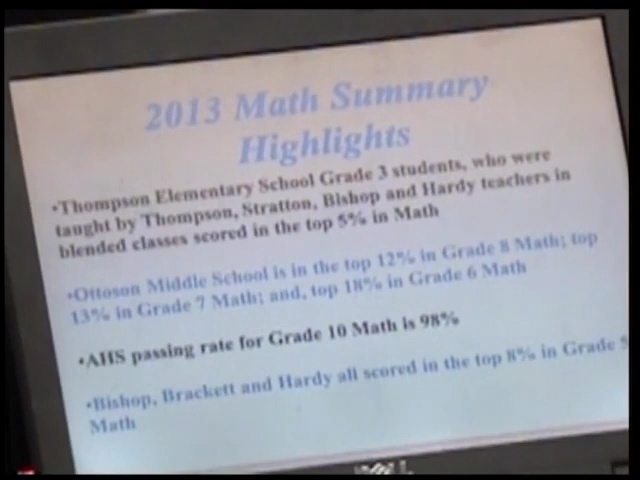 2013 Math Summary
Highlights
•Thompson Elementary School Grade 3 students, who were
taught by Thompson, Stratton, Bishop and Hardy teachers in
blended classes scored in the top 5% in Math
•Ottoson Middle School is in the top 12% in Grade 8 Math; top
13% in Grade 7 Math; and, top 18% in Grade 6 Math
•AHS passing rate for Grade 10 Math is 98%
•Bishop, Brackett and Hardy all scored in the top 8% in Grade 5
Math
DELL